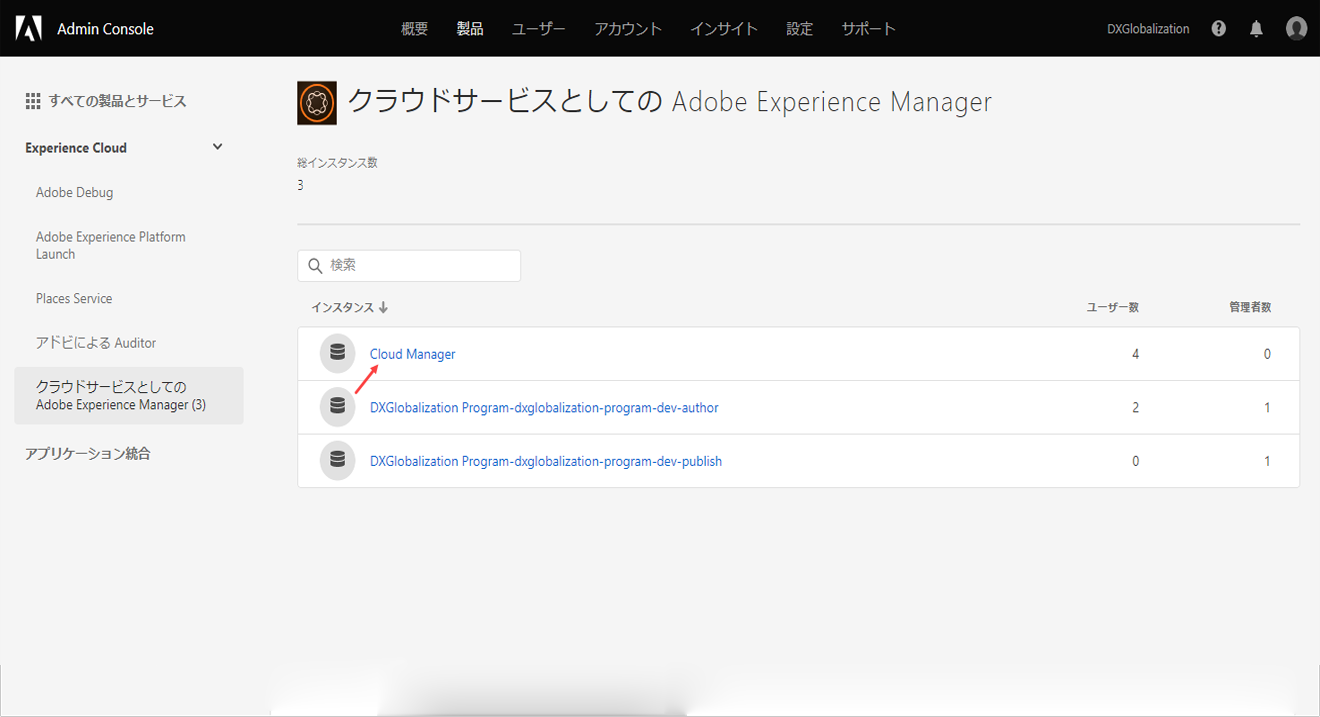 Admin Console
概要 製品 ユーザー アカウント インサイト 設定 サポート
DXGlobalization
すべての製品とサービス
Experience Cloud
Adobe Debug
Adobe Experience Platform
Launch
Places Service
アドビによる Auditor
クラウドサービスとしての
Adobe Experience Manager (3)
アプリケーション統合
クラウドサービスとしての Adobe Experience Manager
総インスタンス数
3
検索
インスタンス ユーザー数 管理者数
Cloud Manager 4 0
DXGlobalization Program-dxglobalization-program-dev-author 2 1
DXGlobalization Program-dxglobalization-program-dev-publish 0 1